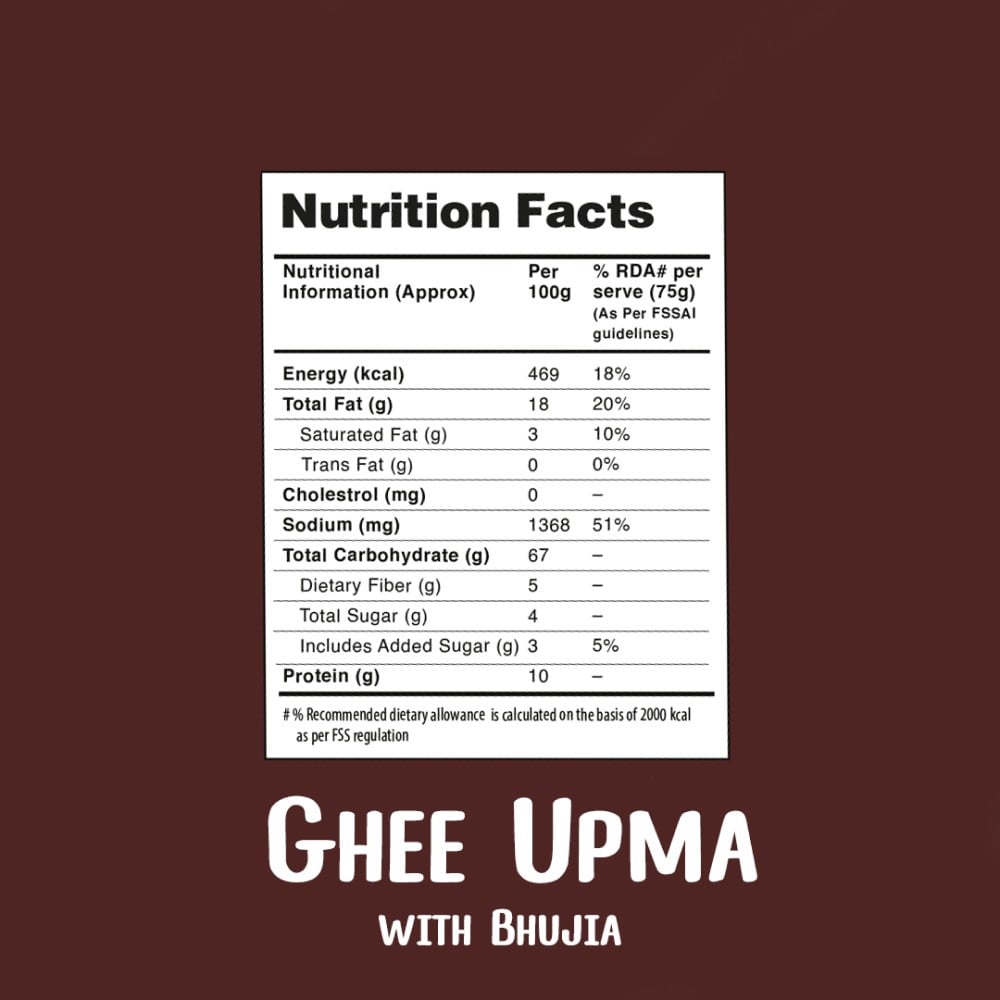 Nutrition Facts
Nutritional Information (Approx) Per 100g % RDA# per serve (75g) (As Per FSSAI guidelines)
Energy (kcal) 469 18%
Total Fat (g) 18 20%
Saturated Fat (g) 3 10%
Trans Fat (g) 0 0%
Cholestrol (mg) 0 –
Sodium (mg) 1368 51%
Total Carbohydrate (g) 67 –
Dietary Fiber (g) 5 –
Total Sugar (g) 4 –
Includes Added Sugar (g) 3 5%
Protein (g) 10 –
# % Recommended dietary allowance is calculated on the basis of 2000 kcal
as per FSS regulation
GHEE UPMA
WITH BHUJIA